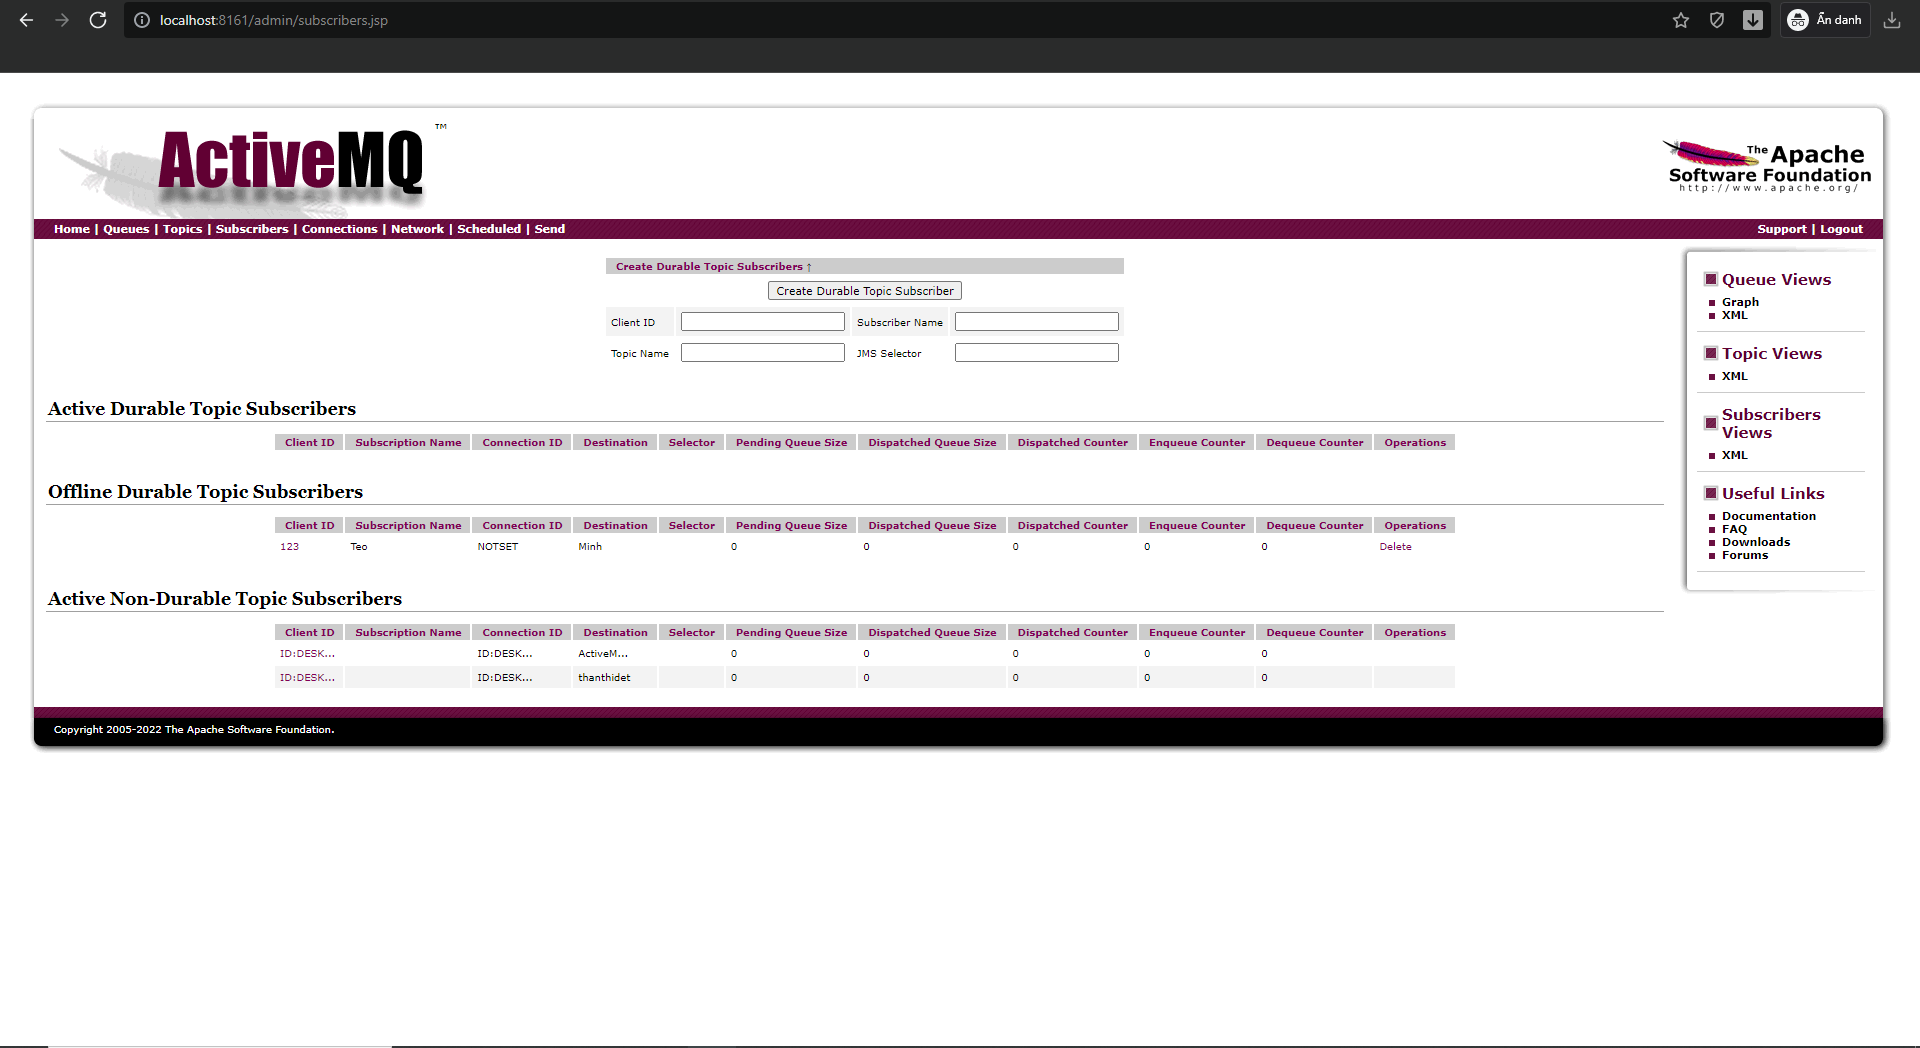 localhost:8161/admin/subscribers.jsp
Ẩn danh
ActiveMQ ™
The Apache
Software Foundation
http://www.apache.org/
Home | Queues | Topics | Subscribers | Connections | Network | Scheduled | Send
Support | Logout
Create Durable Topic Subscribers ↑
Create Durable Topic Subscriber
Client ID Subscriber Name
Topic Name JMS Selector
Active Durable Topic Subscribers
Client ID Subscription Name Connection ID Destination Selector Pending Queue Size Dispatched Queue Size Dispatched Counter Enqueue Counter Dequeue Counter Operations
Offline Durable Topic Subscribers
Client ID Subscription Name Connection ID Destination Selector Pending Queue Size Dispatched Queue Size Dispatched Counter Enqueue Counter Dequeue Counter Operations
123 Teo NOTSET Minh 0 0 0 0 0 Delete
Active Non-Durable Topic Subscribers
Client ID Subscription Name Connection ID Destination Selector Pending Queue Size Dispatched Queue Size Dispatched Counter Enqueue Counter Dequeue Counter Operations
ID:DESK... ID:DESK... ActiveM... 0 0 0 0 0
ID:DESK... ID:DESK... thanthidet 0 0 0 0 0
Queue Views
Graph
XML
Topic Views
XML
Subscribers
Views
XML
Useful Links
Documentation
FAQ
Downloads
Forums
Copyright 2005-2022 The Apache Software Foundation.